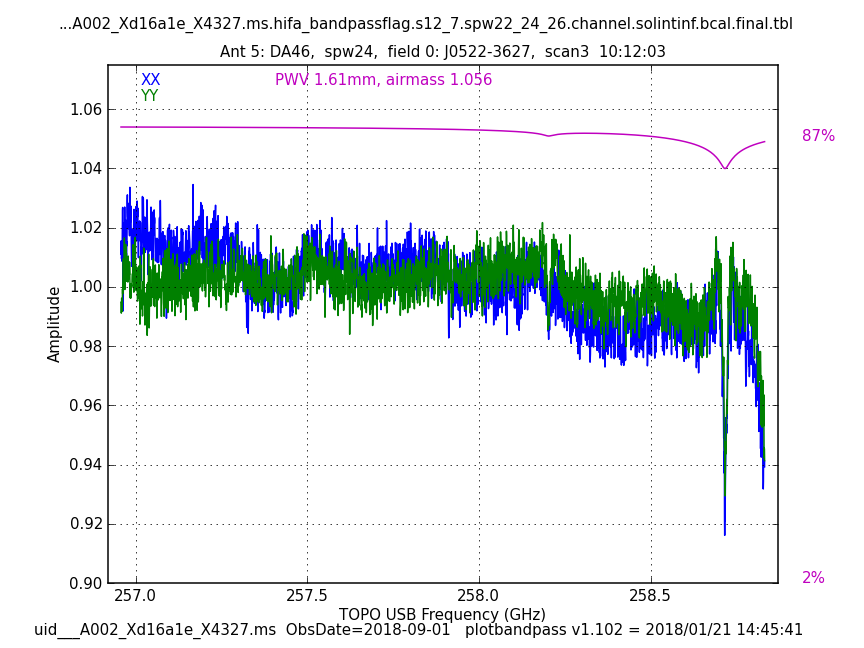 ...A002_Xd16a1e_X4327.ms.hifa_bandpassflag.s12_7.spw22_24_26.channel.solintinf.bcal.final.tbl
Ant 5: DA46,  spw24,  field 0: J0522-3627,  scan3  10:12:03
XX
PWV 1.61mm, airmass 1.056
YY
1.06
87%
1.04
1.02
1.00
Amplitude
0.98
0.96
0.94
0.92
0.90
2%
257.0
257.5
258.0
258.5
TOPO USB Frequency (GHz)
uid___A002_Xd16a1e_X4327.ms  ObsDate=2018-09-01   plotbandpass v1.102 = 2018/01/21 14:45:41